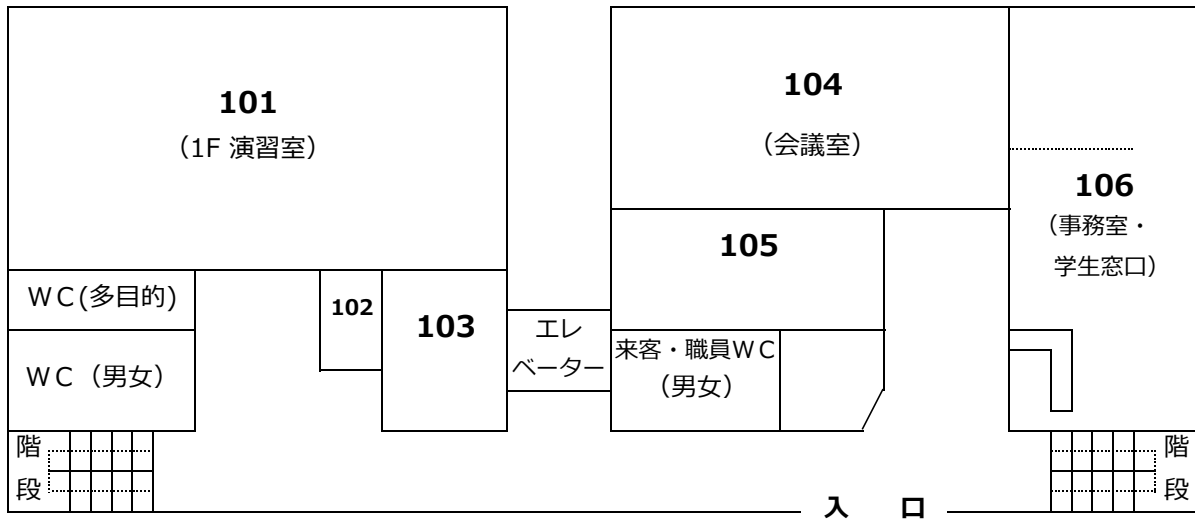 101
（1F 演習室）
104
（会議室）
106
（事務室・
学生窓口）
105
ＷＣ(多目的)
102
103
エレ
ベーター
来客・職員ＷＣ
（男女）
ＷＣ（男女）
階
段
階
段
入　口